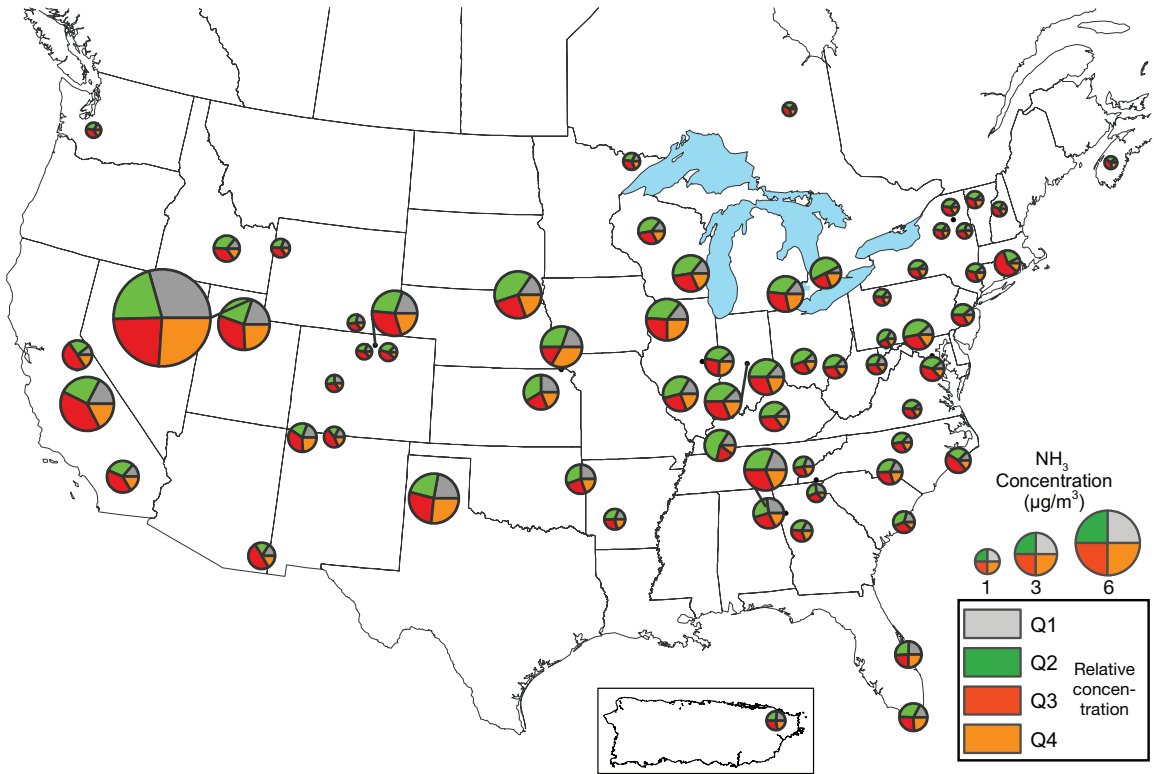 NH₃
Concentration
(µg/m³)
1 3 6
Q1
Q2
Q3
Q4
Relative
concen-
tration